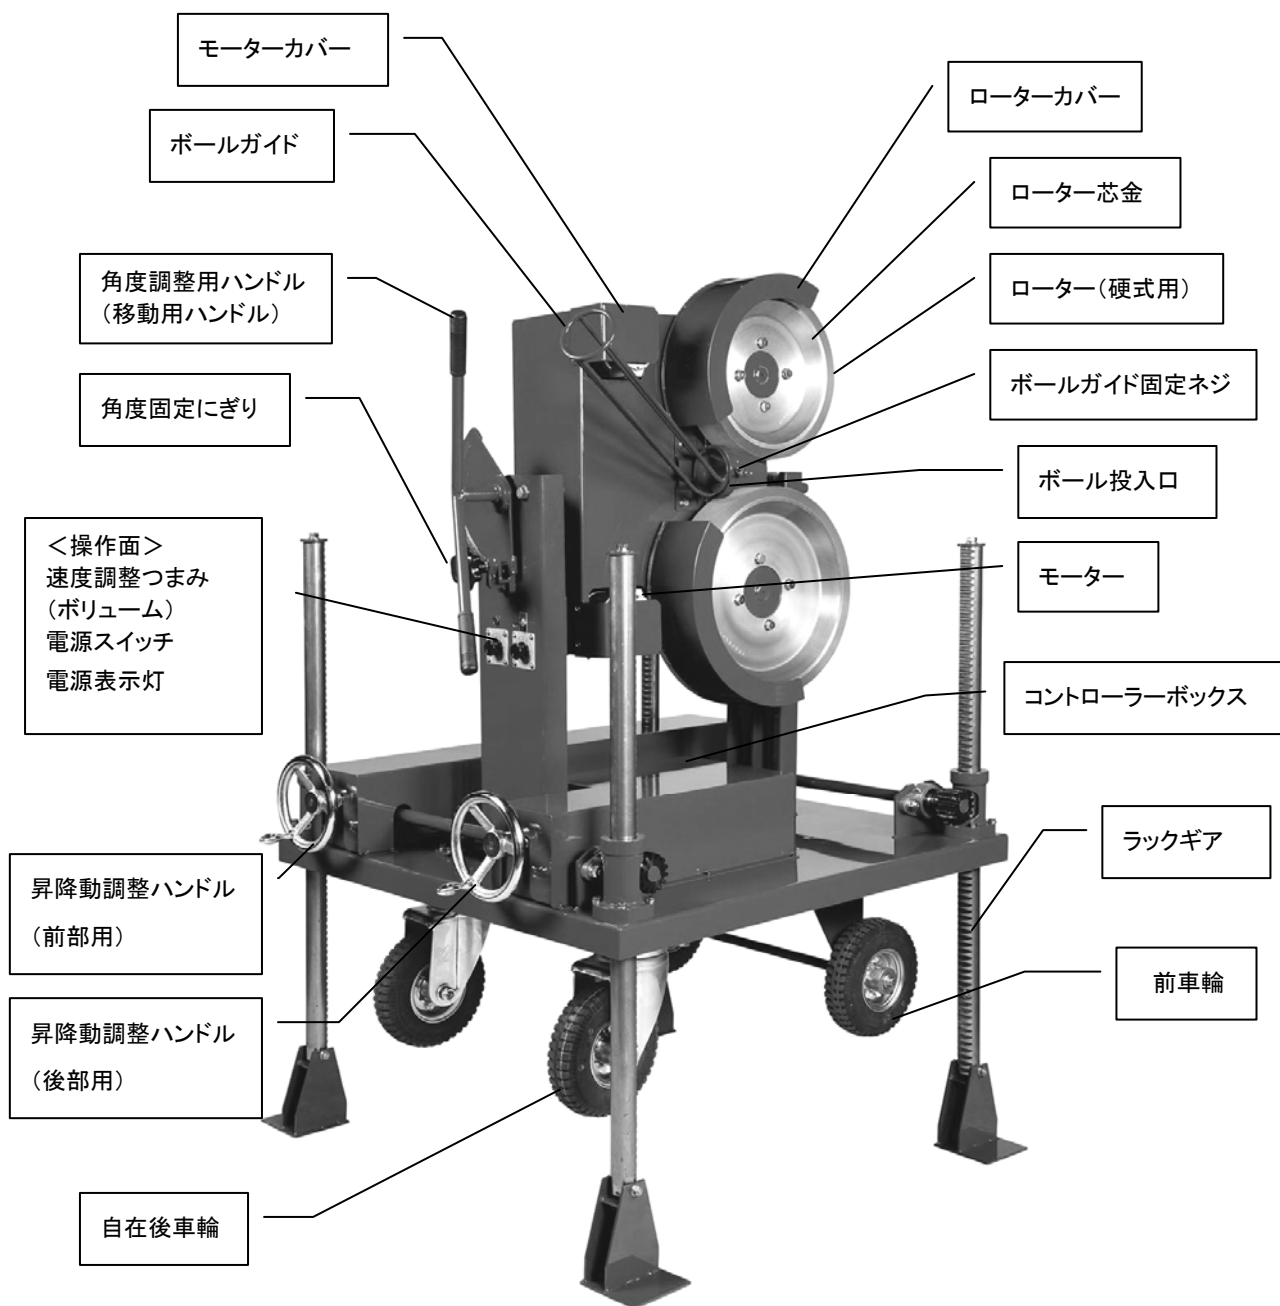 モーターカバー
ボールガイド
角度調整用ハンドル
（移動用ハンドル）
角度固定にぎり
＜操作面＞
速度調整つまみ
（ボリューム）
電源スイッチ
電源表示灯
昇降動調整ハンドル
（前部用）
昇降動調整ハンドル
（後部用）
自在後車輪
ローターカバー
ローター芯金
ローター（硬式用）
ボールガイド固定ネジ
ボール投入口
モーター
コントローラーボックス
ラックギア
前車輪